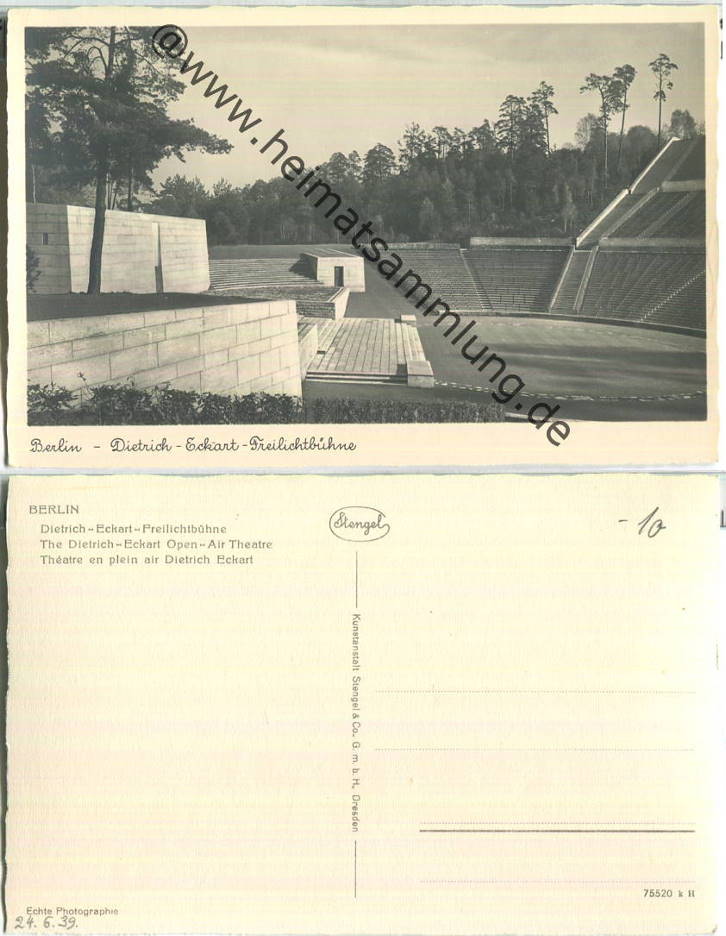 @www.heimatsammlung.de
Berlin - Dietrich-Eckart-Freilichtbühne
BERLIN
Dietrich-Eckart-Freilichtbühne
The Dietrich-Eckart Open-Air Theatre
Théatre en plein air Dietrich Eckart
Stengel
-10
Kunstanstalt Stengel & Co., G. m. b. H., Dresden
75520 k H
Echte Photographie
24.6.39.